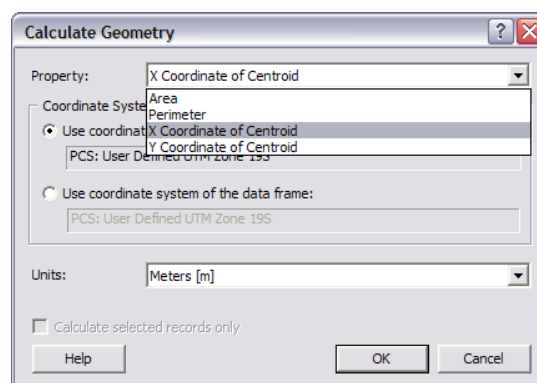 Calculate Geometry
Property: X Coordinate of Centroid
Area
Perimeter
X Coordinate of Centroid
Y Coordinate of Centroid
Coordinate Syste
Use coordinat
PCS: User Defined UTM Zone 19S
Use coordinate system of the data frame:
PCS: User Defined UTM Zone 19S
Units: Meters [m]
Calculate selected records only
Help OK Cancel